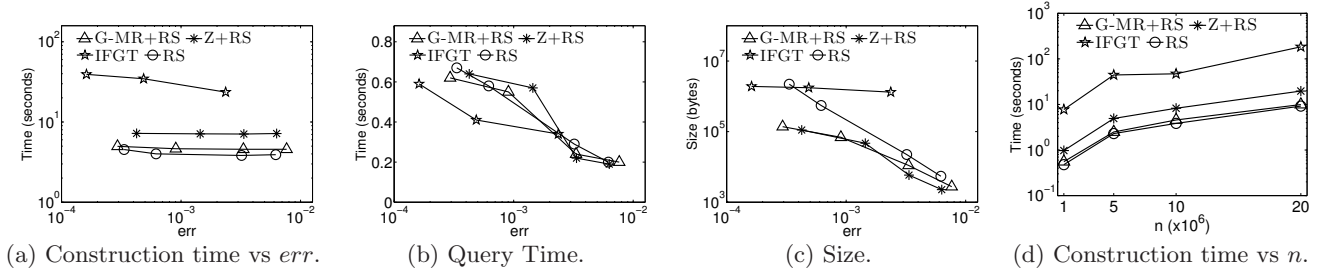 10^2
10^1
10^0
Time (seconds)
G-MR+RS
Z+RS
IFGT
RS
10^-4
10^-3
10^-2
err
(a) Construction time vs err.
0.8
0.6
0.4
0.2
0
Time (seconds)
G-MR+RS
Z+RS
IFGT
RS
10^-4
10^-3
10^-2
err
(b) Query Time.
10^7
10^5
10^3
Size (bytes)
G-MR+RS
Z+RS
IFGT
RS
10^-4
10^-3
10^-2
err
(c) Size.
10^3
10^2
10^1
10^0
10^-1
Time (seconds)
G-MR+RS
Z+RS
IFGT
RS
1
5
10
20
n (x10^6)
(d) Construction time vs n.